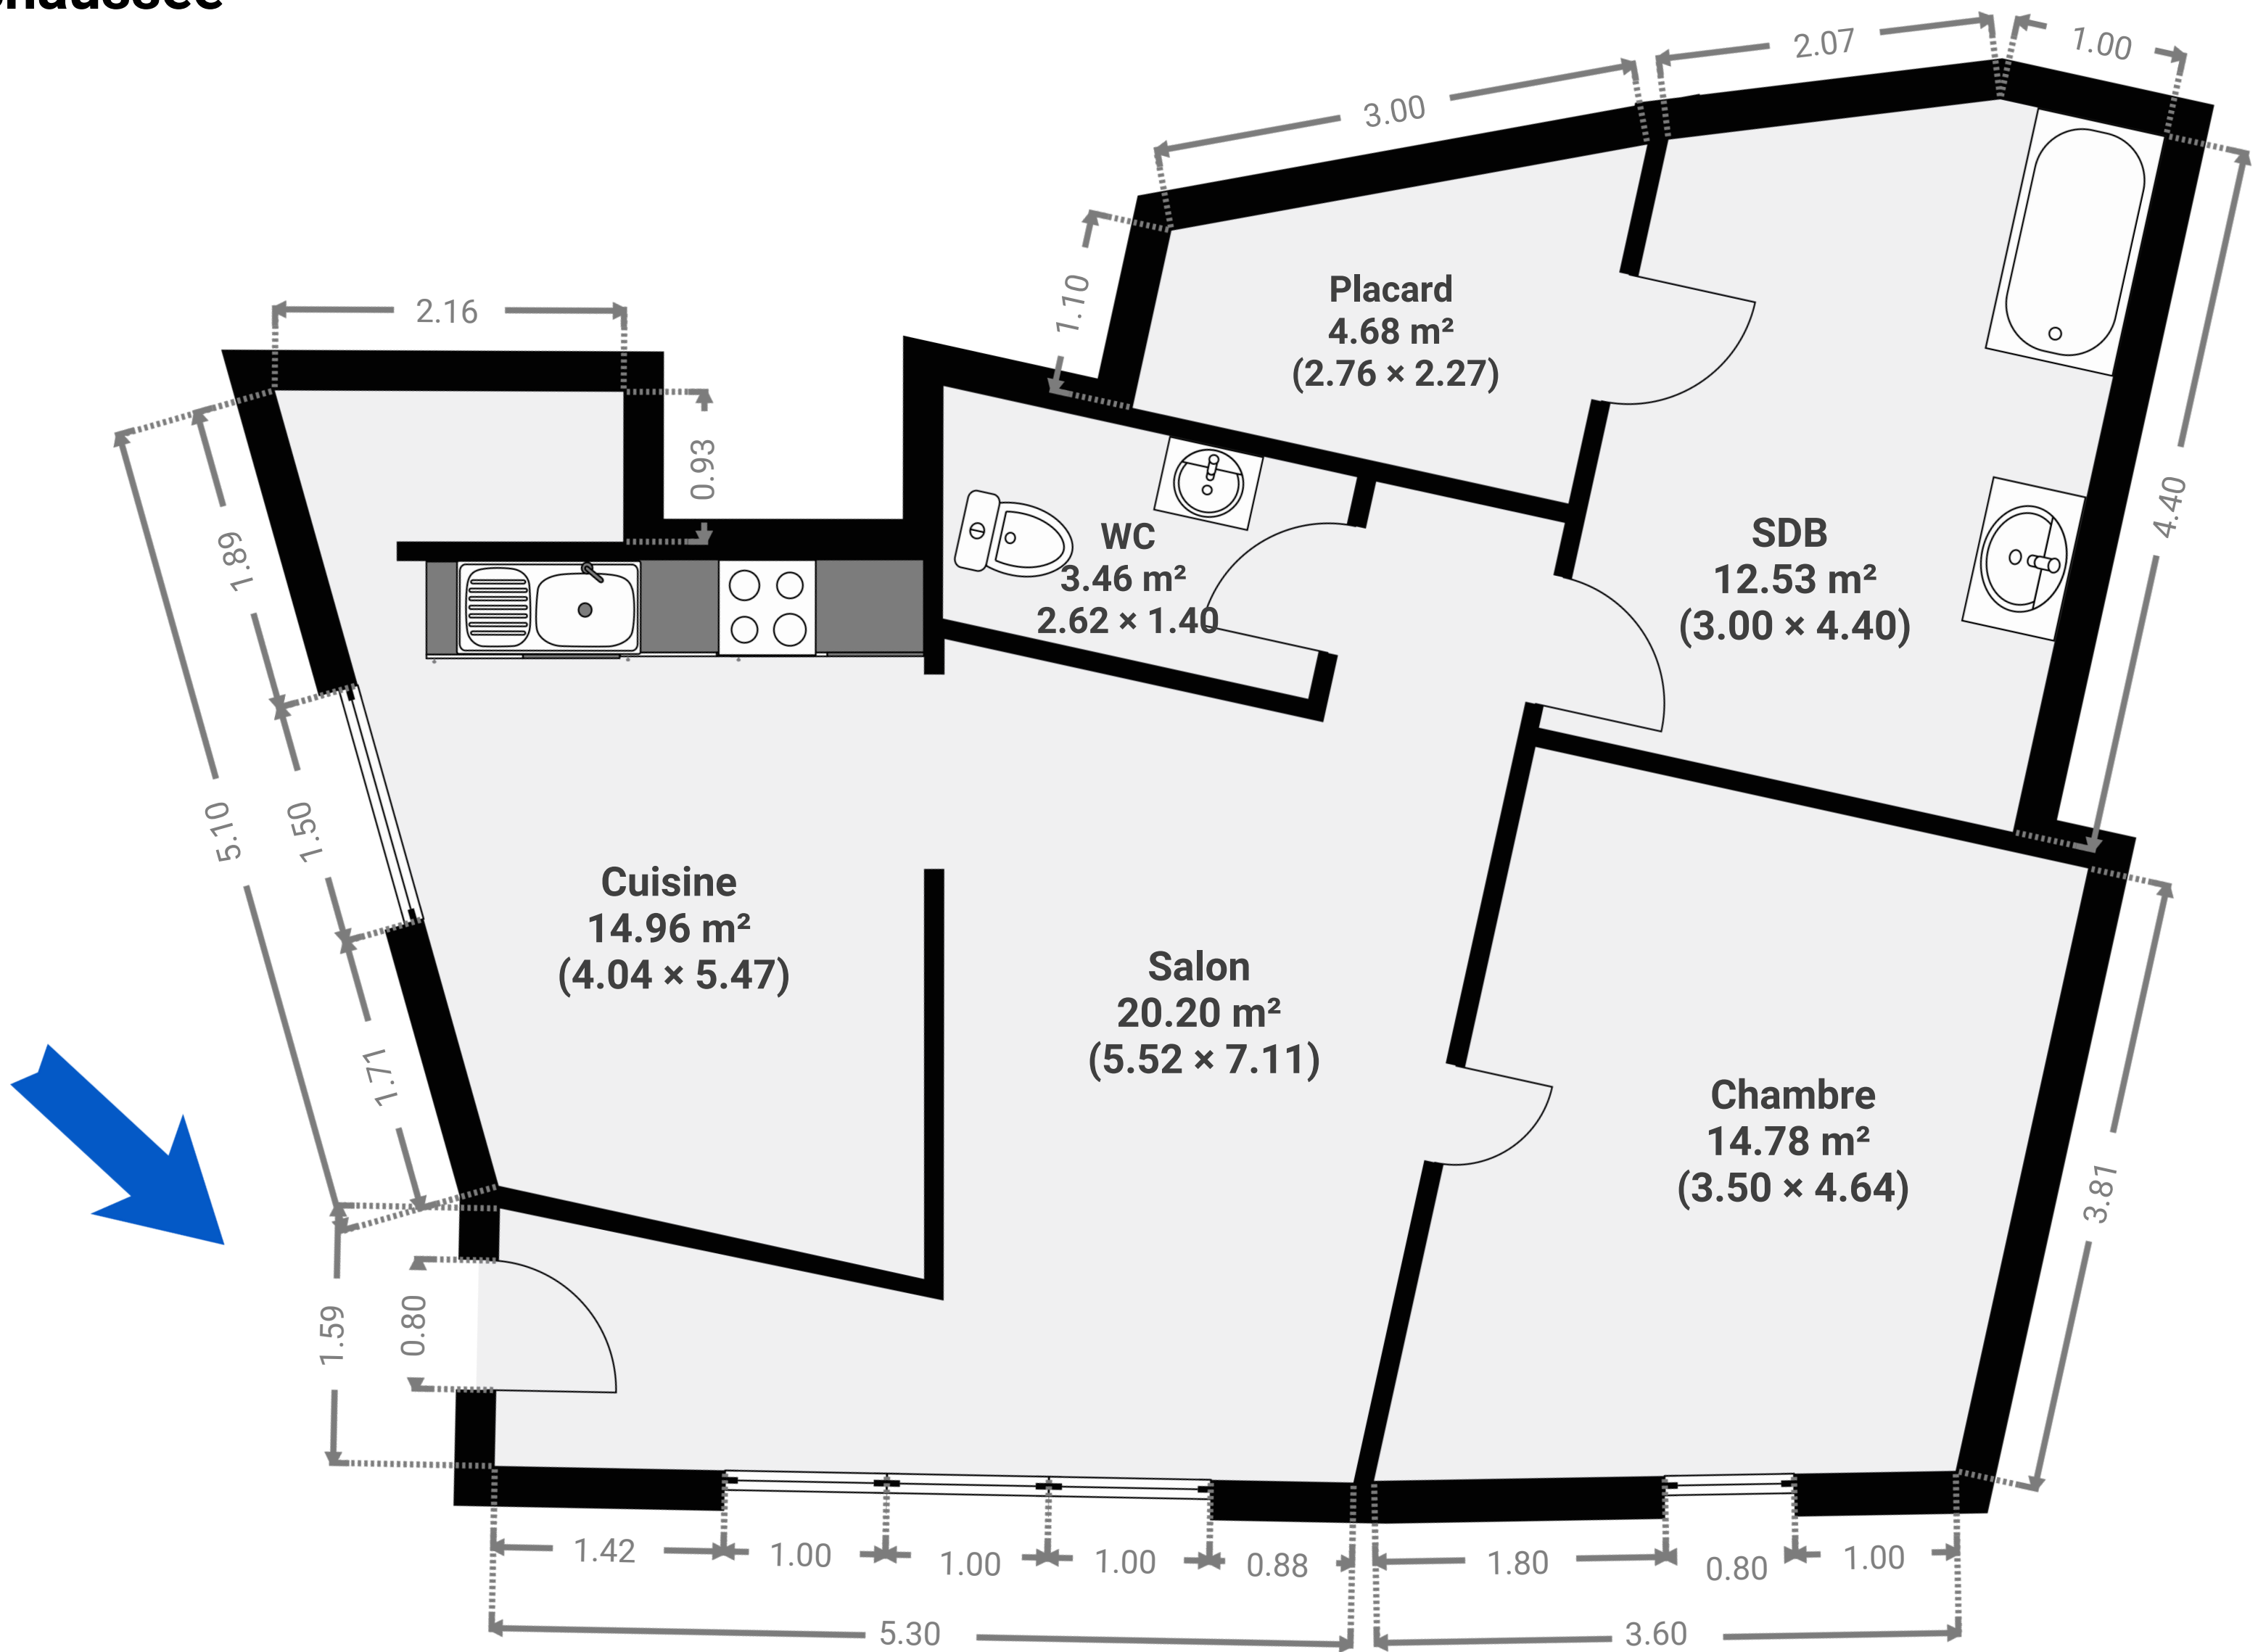 2.07
1.00
3.00
2.16
1.10
Placard
4.68 m²
(2.76 × 2.27)
0.93
4.40
1.89
WC
3.46 m²
2.62 × 1.40
SDB
12.53 m²
(3.00 × 4.40)
5.10
1.50
Cuisine
14.96 m²
(4.04 × 5.47)
Salon
20.20 m²
(5.52 × 7.11)
1.71
Chambre
14.78 m²
(3.50 × 4.64)
3.81
1.59
0.80
1.42
1.00
1.00
1.00
0.88
1.80
0.80
1.00
5.30
3.60